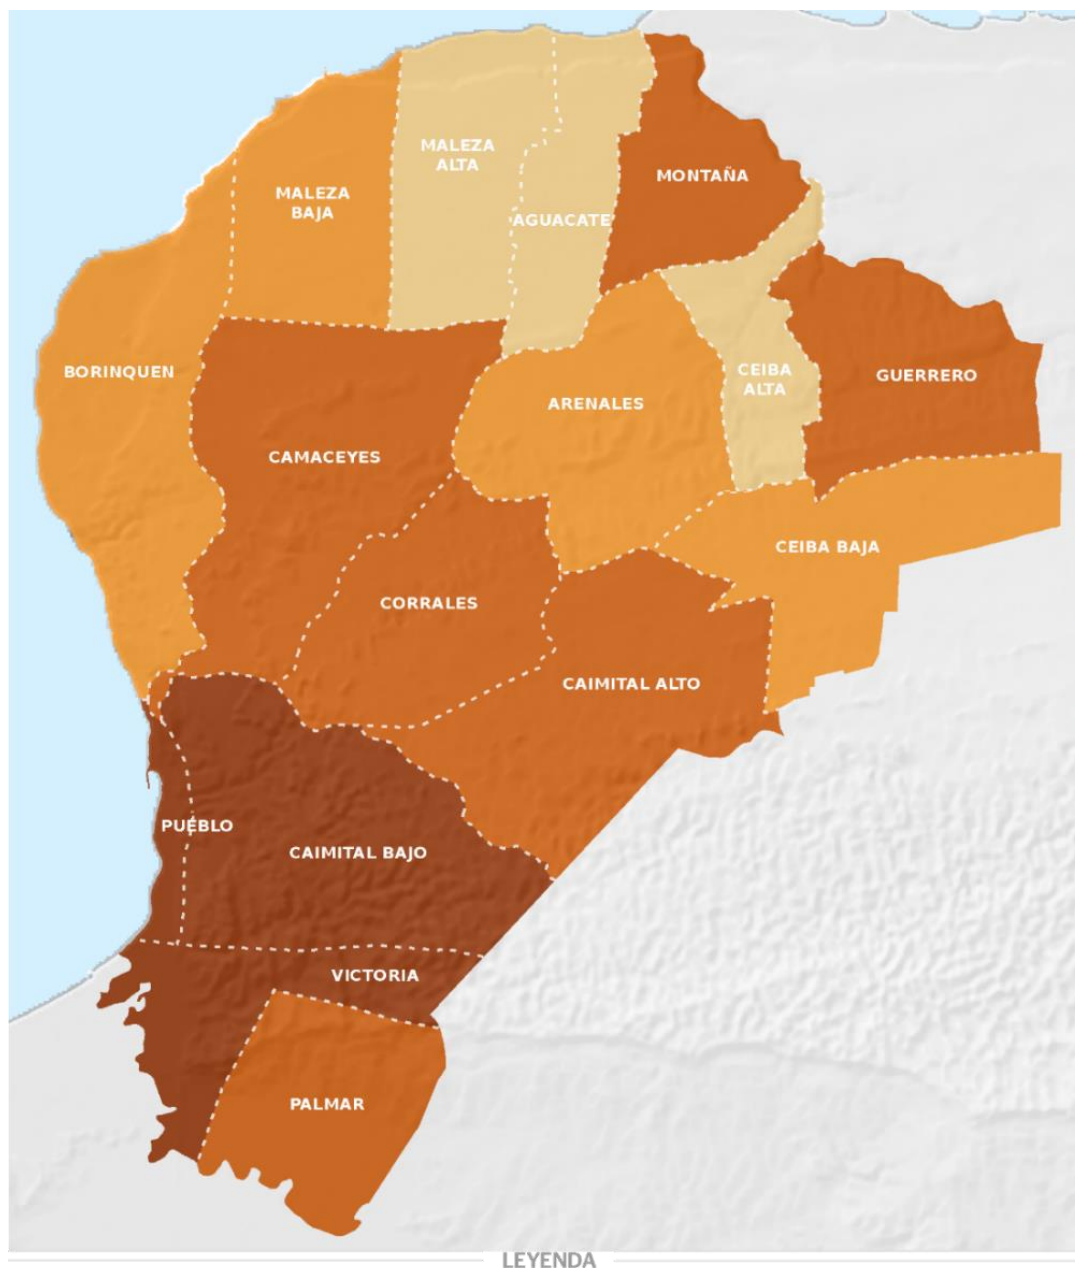 MALEZA
ALTA
MONTAÑA
MALEZA
BAJA
AGUACATE
BORINQUEN
CEIBA
ALTA
GUERRERO
ARENALES
CAMACEYES
CEIBA BAJA
CORRALES
CAIMITAL ALTO
PUEBLO
CAIMITAL BAJO
VICTORIA
PALMAR
LEYENDA